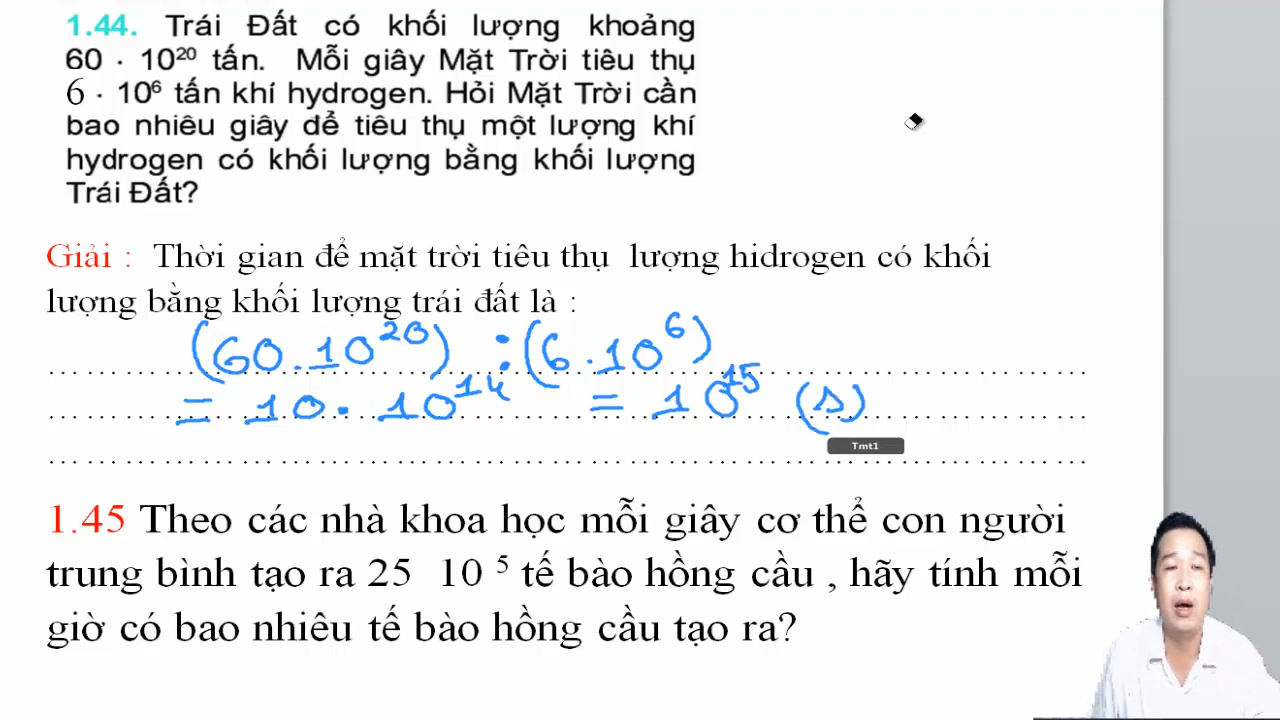 1.44. Trái Đất có khối lượng khoảng
60 · 10²⁰ tấn. Mỗi giây Mặt Trời tiêu thụ
6 · 10⁶ tấn khí hydrogen. Hỏi Mặt Trời cần
bao nhiêu giây để tiêu thụ một lượng khí
hydrogen có khối lượng bằng khối lượng
Trái Đất?
Giải : Thời gian để mặt trời tiêu thụ lượng hidrogen có khối
lượng bằng khối lượng trái đất là :
(60.10²⁰) : (6.10⁶)
= 10. 10¹⁴ = 10¹⁵ (s)
Tmt1
1.45 Theo các nhà khoa học mỗi giây cơ thể con người
trung bình tạo ra 25 10 ⁵ tế bào hồng cầu , hãy tính mỗi
giờ có bao nhiêu tế bào hồng cầu tạo ra?